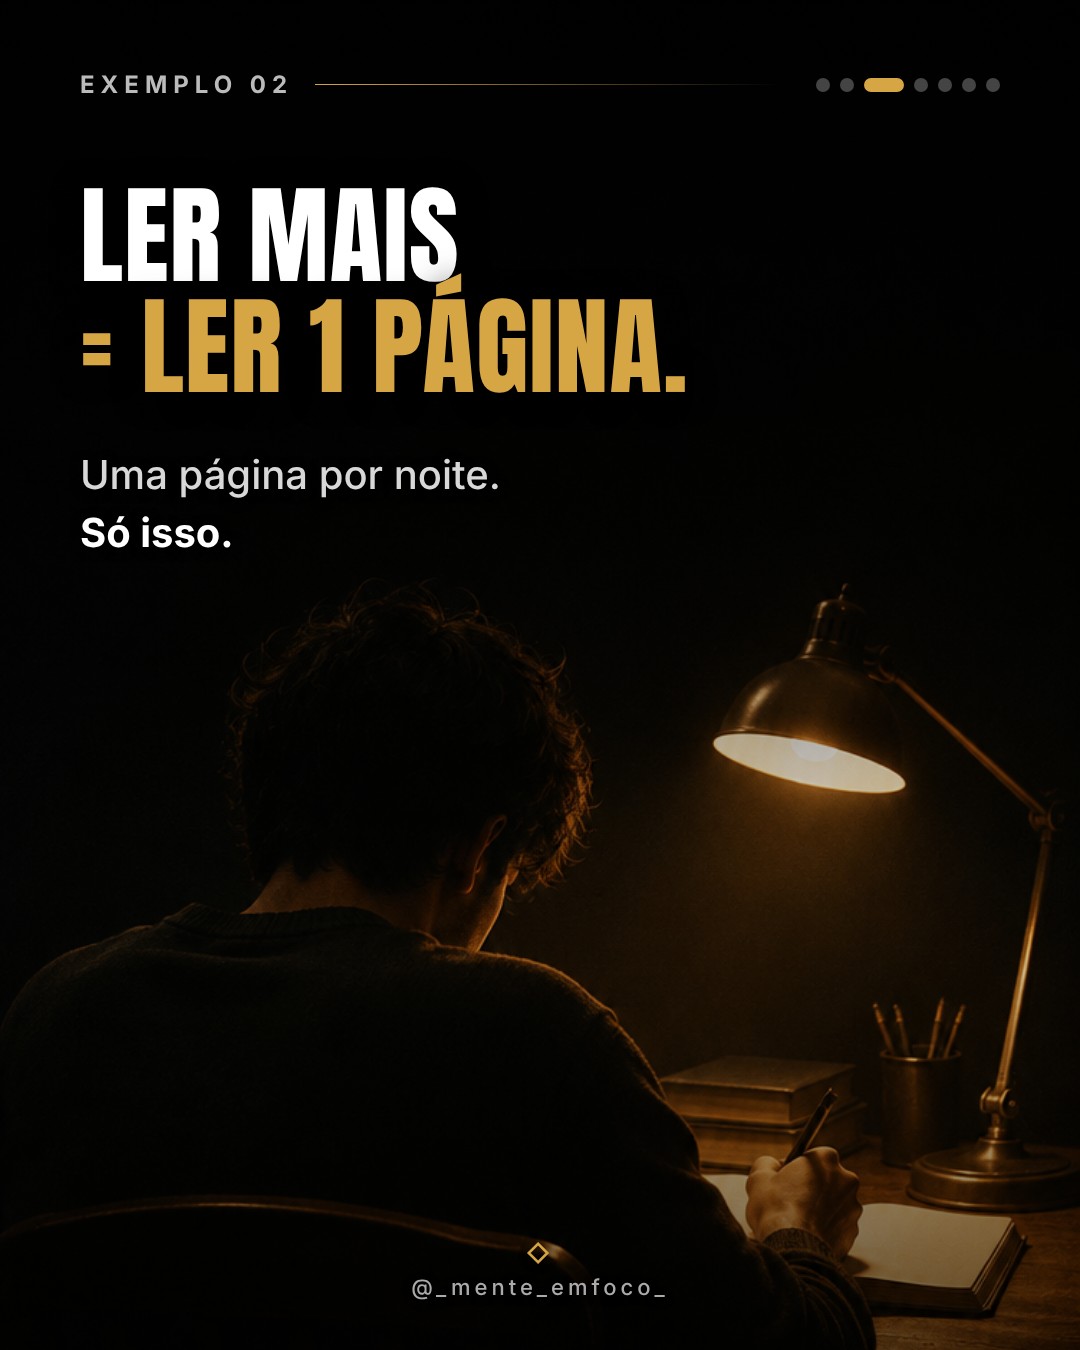 EXEMPLO 02
LER MAIS
= LER 1 PÁGINA.
Uma página por noite.
Só isso.
@_mente_emfoco_